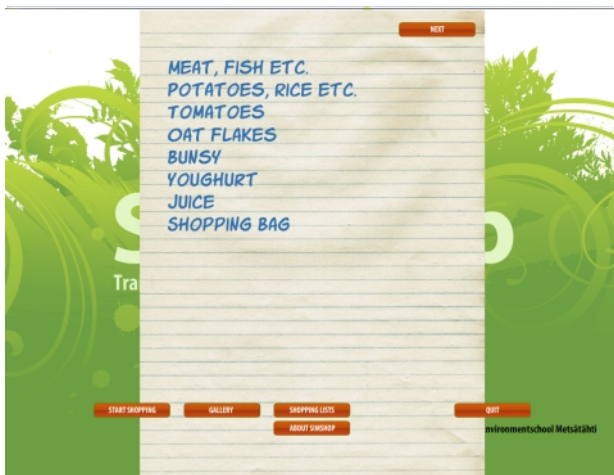 NEXT
MEAT, FISH ETC.
POTATOES, RICE ETC.
TOMATOES
OAT FLAKES
BUNSY
YOUGHURT
JUICE
SHOPPING BAG
S
p
Tra
START SHOPPING
GALLERY
SHOPPING LISTS
QUIT
ABOUT SIMSHOP
nvironmentschool Metsätähti